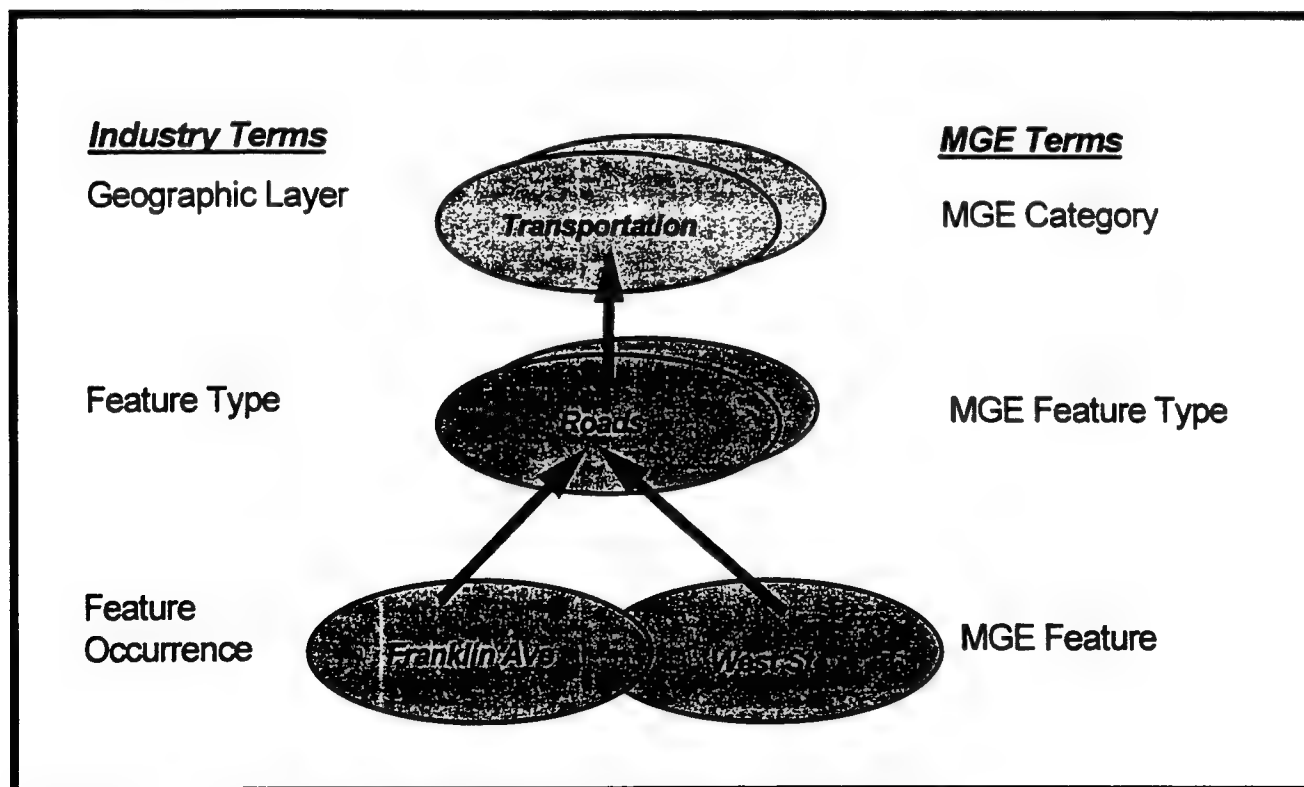 Industry Terms
MGE Terms
Geographic Layer
Transportation
MGE Category
Feature Type
Roads
MGE Feature Type
Feature
Occurrence
Franklin Ave
West St
MGE Feature